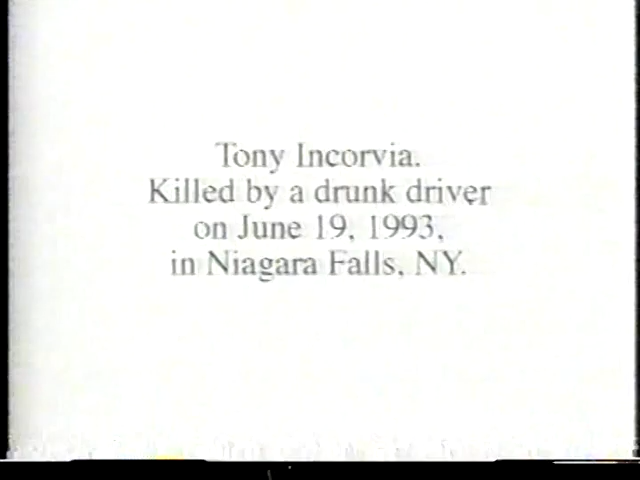 Tony Incorvia.
Killed by a drunk driver
on June 19, 1993,
in Niagara Falls, NY.